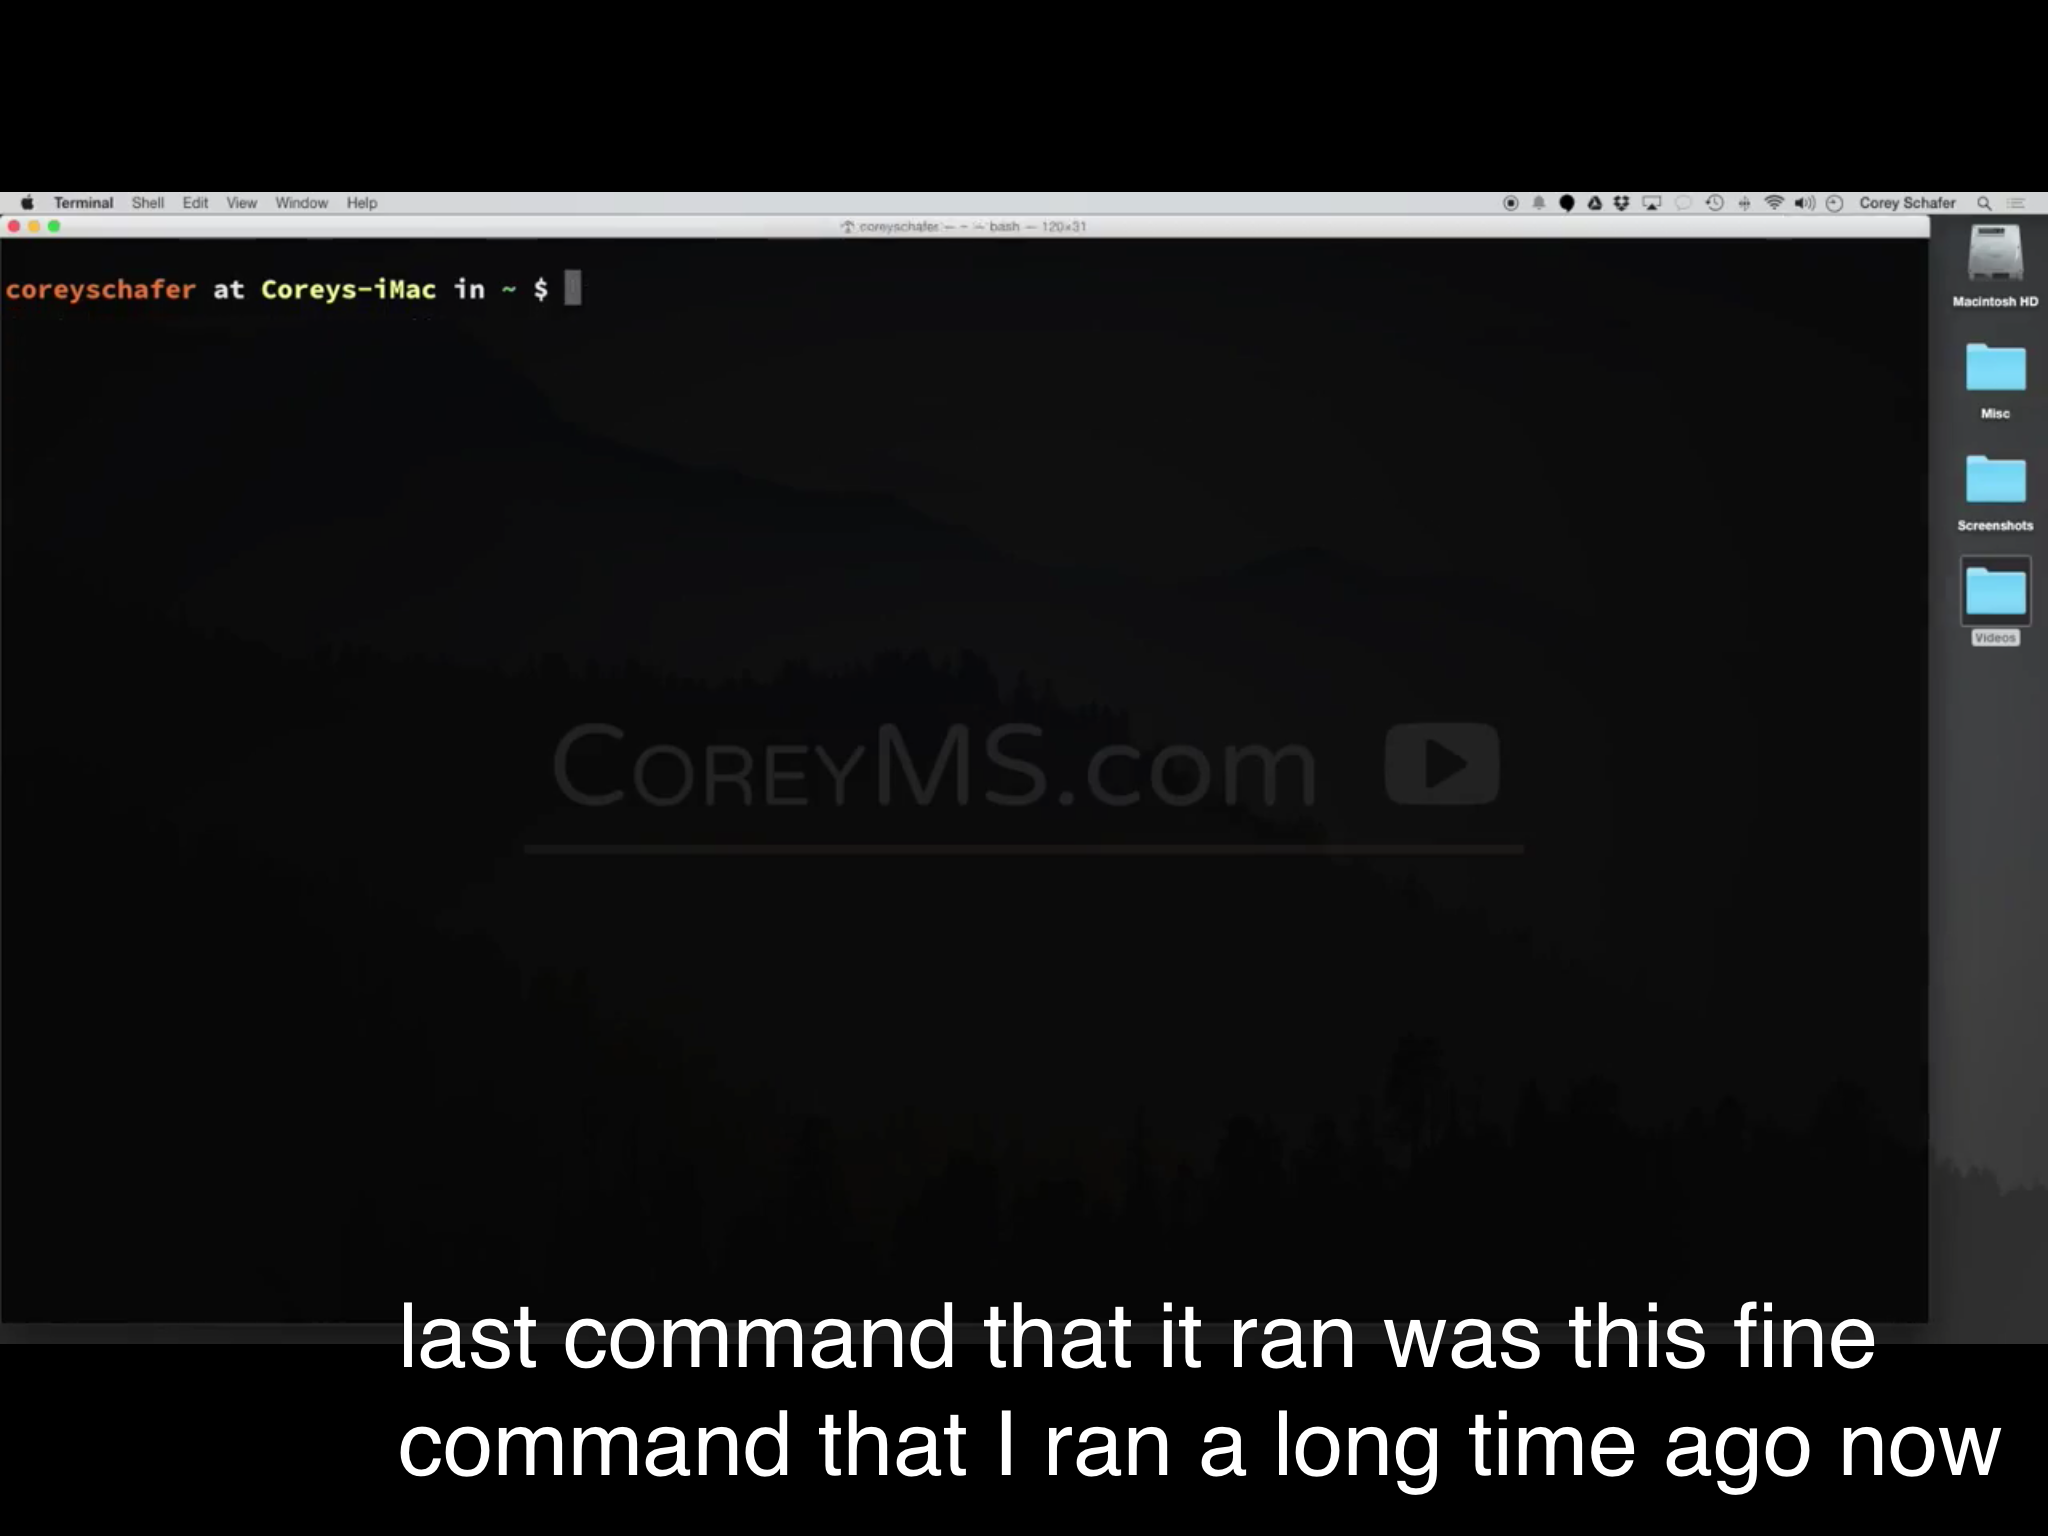 Terminal Shell Edit View Window Help Corey Schafer
coreyschafer — ~ — bash — 120×31
coreyschafer at Coreys-iMac in ~ $
Macintosh HD
Misc
Screenshots
Videos
COREYMS.com
last command that it ran was this fine
command that I ran a long time ago now